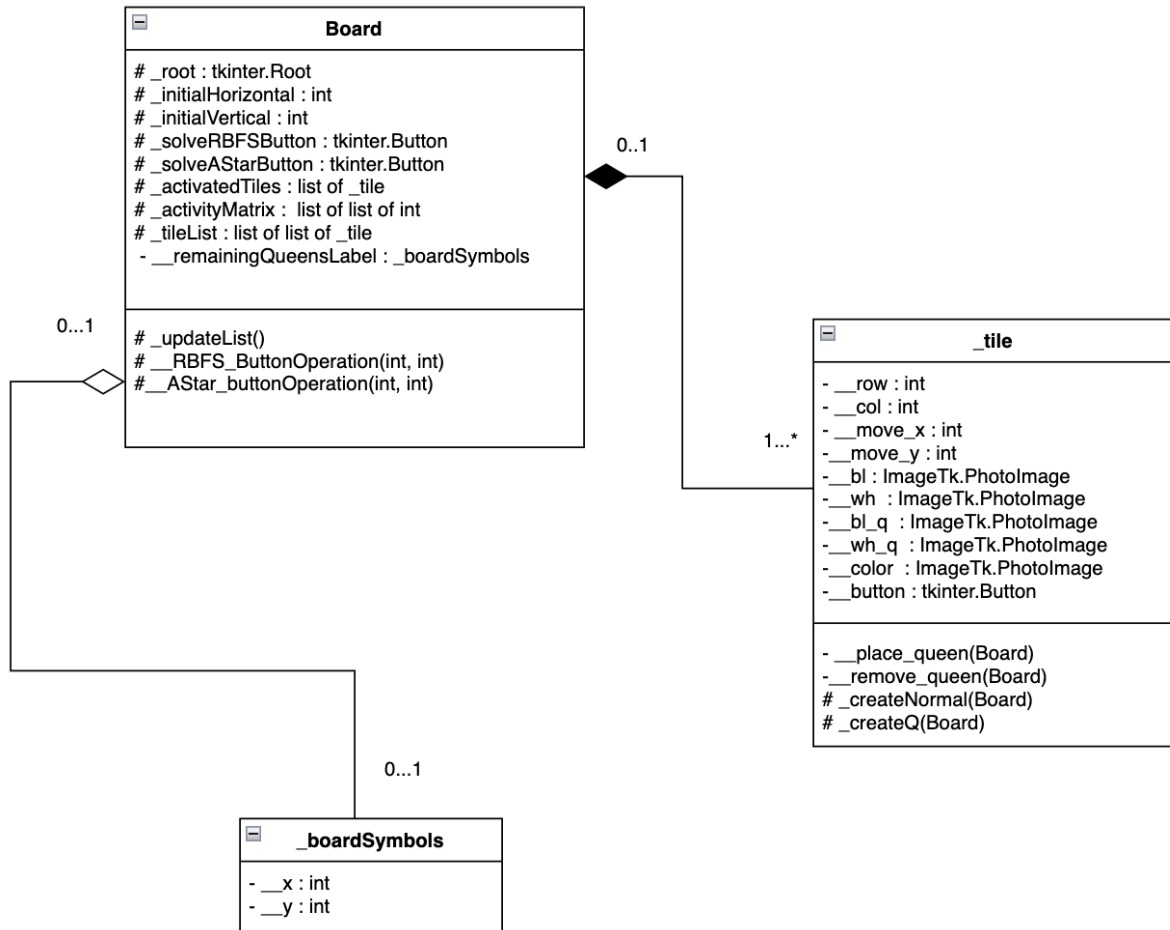 Board
# _root : tkinter.Root
# _initialHorizontal : int
# _initialVertical : int
# _solveRBFSButton : tkinter.Button
# _solveAStarButton : tkinter.Button
# _activatedTiles : list of _tile
# _activityMatrix :  list of list of int
# _tileList : list of list of _tile
- __remainingQueensLabel : _boardSymbols
# _updateList()
# __RBFS_ButtonOperation(int, int)
#__AStar_buttonOperation(int, int)
0..1
0...1
1...*
_tile
- __row : int
- __col : int
- __move_x : int
-__move_y : int
-__bl : ImageTk.PhotoImage
-__wh  : ImageTk.PhotoImage
-__bl_q  : ImageTk.PhotoImage
-__wh_q  : ImageTk.PhotoImage
-__color  : ImageTk.PhotoImage
-__button : tkinter.Button
- __place_queen(Board)
-__remove_queen(Board)
# _createNormal(Board)
# _createQ(Board)
0...1
_boardSymbols
- __x : int
- __y : int